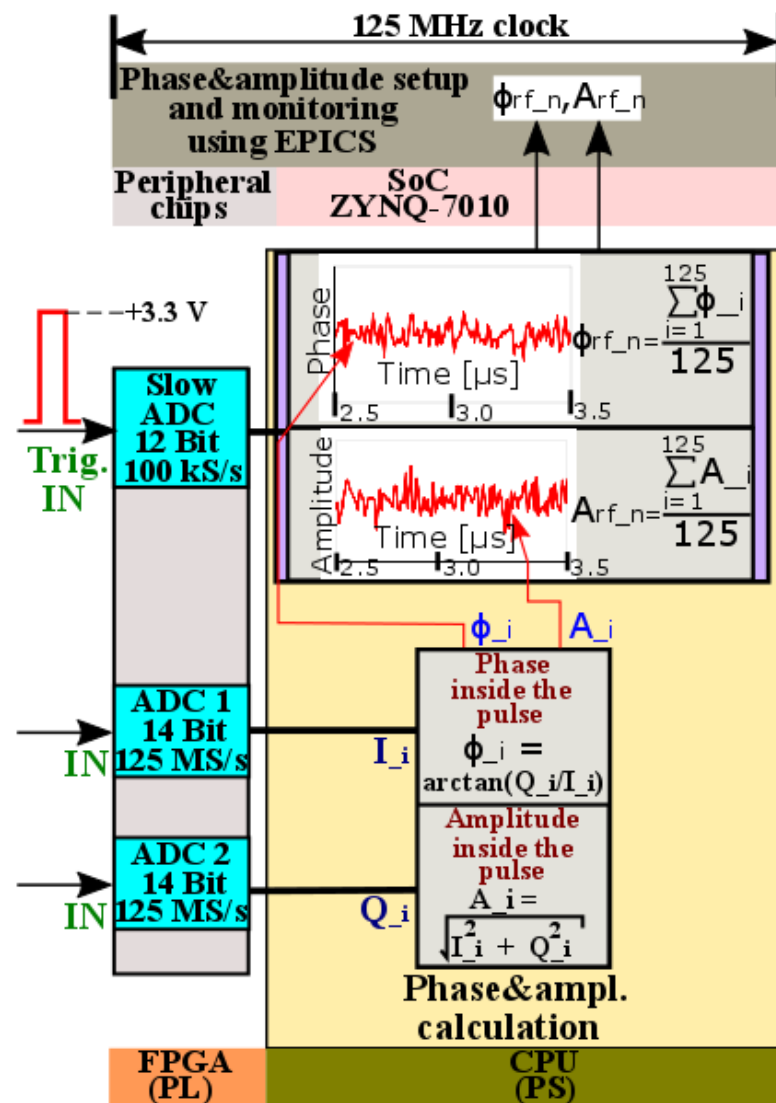 125 MHz clock
Phase&amplitude setup
and monitoring
using EPICS
ϕrf_n, Arf_n
Peripheral
chips
SoC
ZYNQ-7010
+3.3 V
Trig.
IN
Slow
ADC
12 Bit
100 kS/s
Phase
Time [µs]
2.5 3.0 3.5
ϕrf_n= 125 ∑ i=1 ϕ_i / 125
Amplitude
Time [µs]
2.5 3.0 3.5
Arf_n= 125 ∑ i=1 A_i / 125
ϕ_i A_i
IN
ADC 1
14 Bit
125 MS/s
I_i
Phase
inside the
pulse
ϕ_i =
arctan(Q_i/I_i)
IN
ADC 2
14 Bit
125 MS/s
Q_i
Amplitude
inside the
pulse
A_i =
√I_i² + Q_i²
Phase&ampl.
calculation
FPGA
(PL)
CPU
(PS)